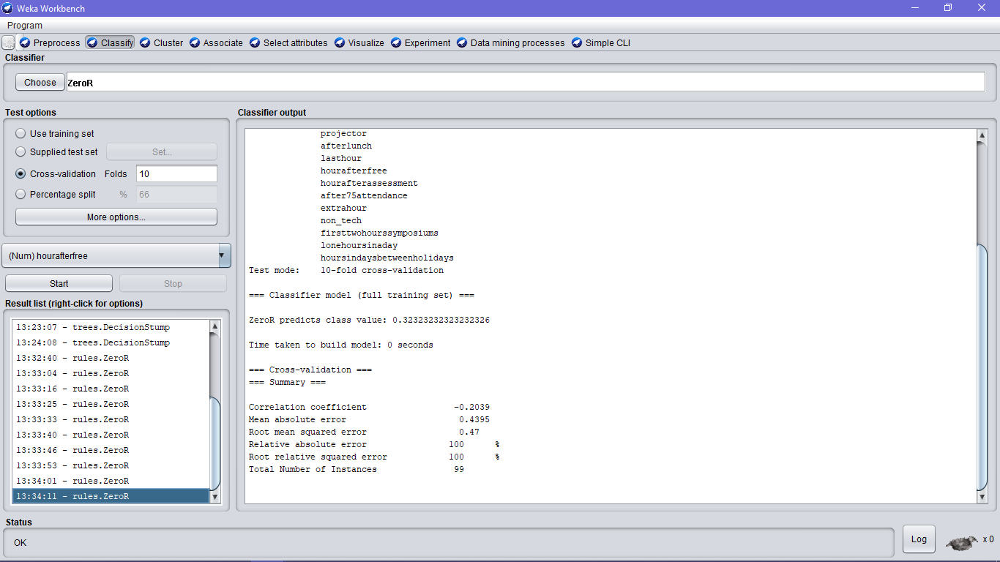 Weka Workbench
Program
Preprocess Classify Cluster Associate Select attributes Visualize Experiment Data mining processes Simple CLI
Classifier
Choose ZeroR
Test options
Use training set
Supplied test set Set...
Cross-validation Folds 10
Percentage split % 66
More options...
(Num) hourafterfree
Start Stop
Result list (right-click for options)
13:23:07 - trees.DecisionStump
13:24:08 - trees.DecisionStump
13:32:40 - rules.ZeroR
13:33:04 - rules.ZeroR
13:33:16 - rules.ZeroR
13:33:25 - rules.ZeroR
13:33:33 - rules.ZeroR
13:33:40 - rules.ZeroR
13:33:46 - rules.ZeroR
13:33:53 - rules.ZeroR
13:34:01 - rules.ZeroR
13:34:11 - rules.ZeroR
Classifier output
projector
afterlunch
lasthour
hourafterfree
hourafterassessment
after75attendance
extrahour
non_tech
firsttwohourssymposiums
lonehoursinaday
hoursindaysbetweenholidays
Test mode: 10-fold cross-validation
=== Classifier model (full training set) ===
ZeroR predicts class value: 0.32323232323232326
Time taken to build model: 0 seconds
=== Cross-validation ===
=== Summary ===
Correlation coefficient -0.2039
Mean absolute error 0.4395
Root mean squared error 0.47
Relative absolute error 100 %
Root relative squared error 100 %
Total Number of Instances 99
Status
OK
Log x 0